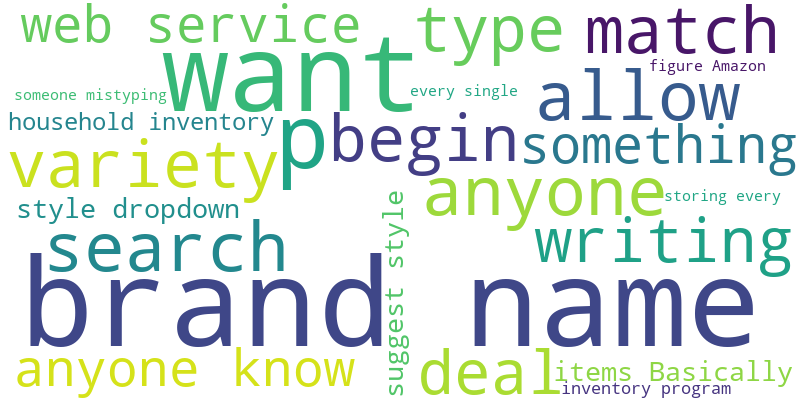 web service
type
match
want
figure Amazon
someone mistyping
every single
allow
household inventory
p
begin
something
variety
anyone
storing every
style dropdown
suggest style
search
writing
brand
name
anyone know
deal
items Basically
inventory program